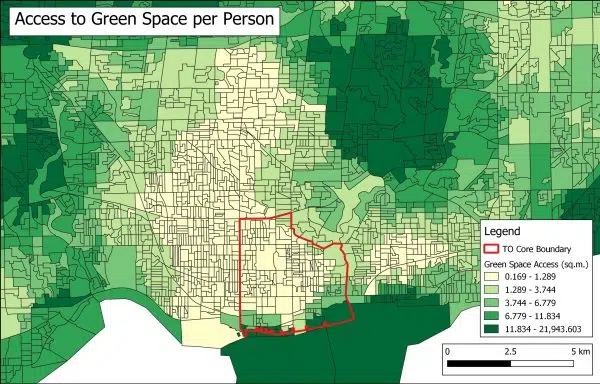 Access to Green Space per Person
Legend
TO Core Boundary
Green Space Access (sq.m.)
0.169 - 1.289
1.289 - 3.744
3.744 - 6.779
6.779 - 11.834
11.834 - 21,943.603
0 2.5 5 km